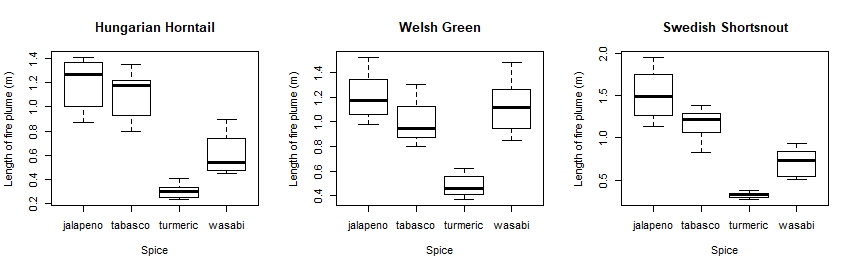 Hungarian Horntail
Length of fire plume (m)
0.2 0.4 0.6 0.8 1.0 1.2 1.4
jalapeno tabasco turmeric wasabi
Spice
Welsh Green
Length of fire plume (m)
0.4 0.6 0.8 1.0 1.2 1.4
jalapeno tabasco turmeric wasabi
Spice
Swedish Shortsnout
Length of fire plume (m)
0.5 1.0 1.5 2.0
jalapeno tabasco turmeric wasabi
Spice